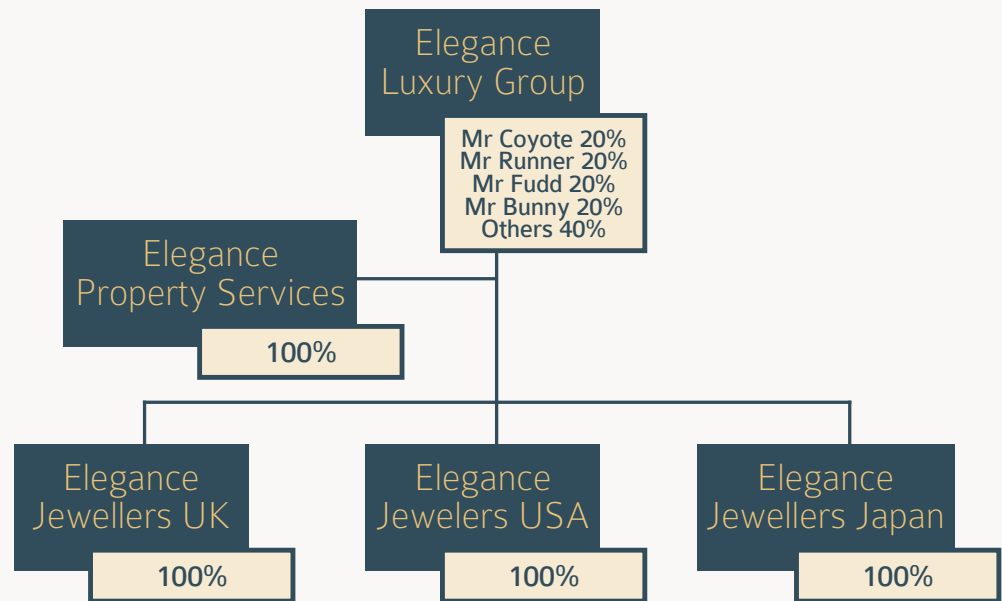 Elegance
Luxury Group
Mr Coyote 20%
Mr Runner 20%
Mr Fudd 20%
Mr Bunny 20%
Others 40%
Elegance
Property Services
100%
Elegance
Jewellers UK
100%
Elegance
Jewelers USA
100%
Elegance
Jewellers Japan
100%